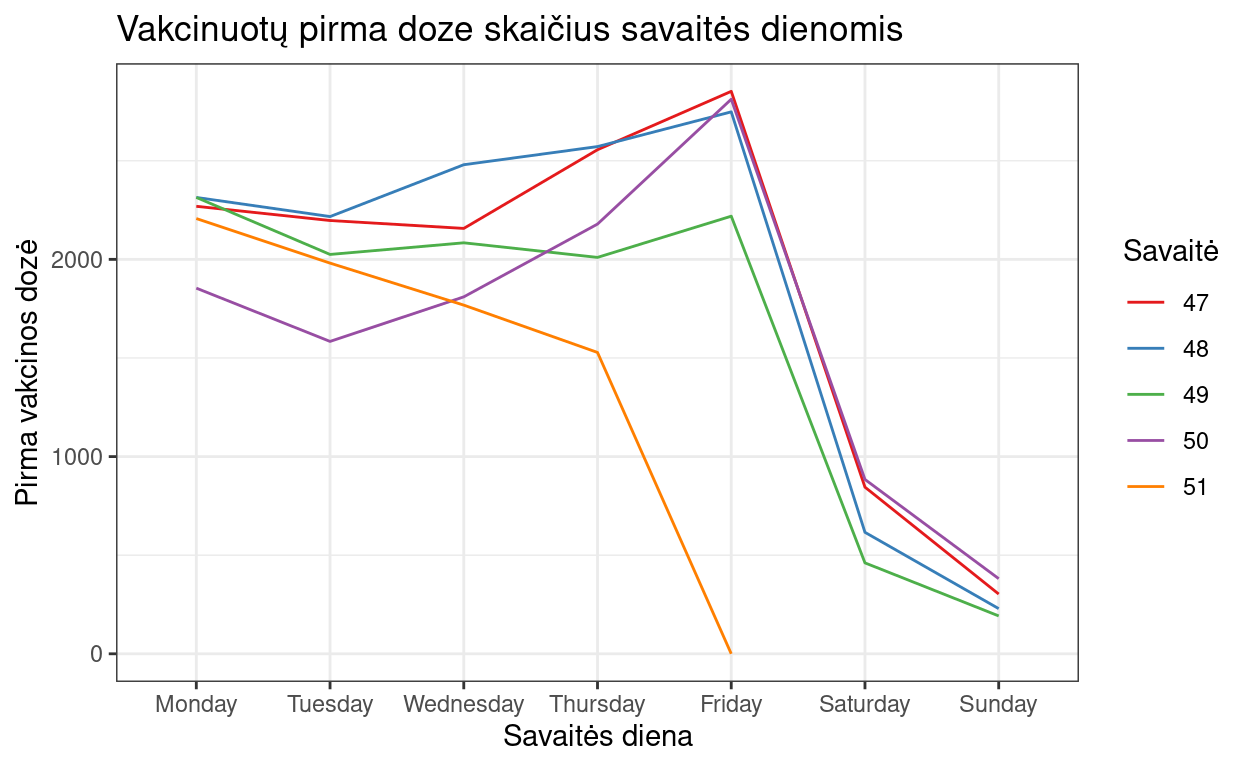 Vakcinuotų pirma doze skaičius savaitės dienomis
Pirma vakcinos dozė
2000
1000
0
Monday Tuesday Wednesday Thursday Friday Saturday Sunday
Savaitės diena
Savaitė
47
48
49
50
51